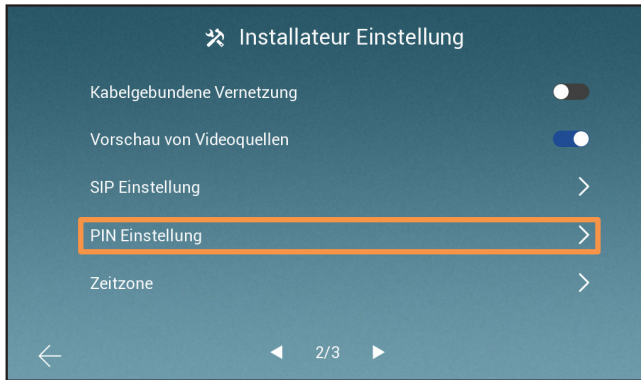 Installateur Einstellung
Kabelgebundene Vernetzung
Vorschau von Videoquellen
SIP Einstellung
PIN Einstellung
Zeitzone
2/3